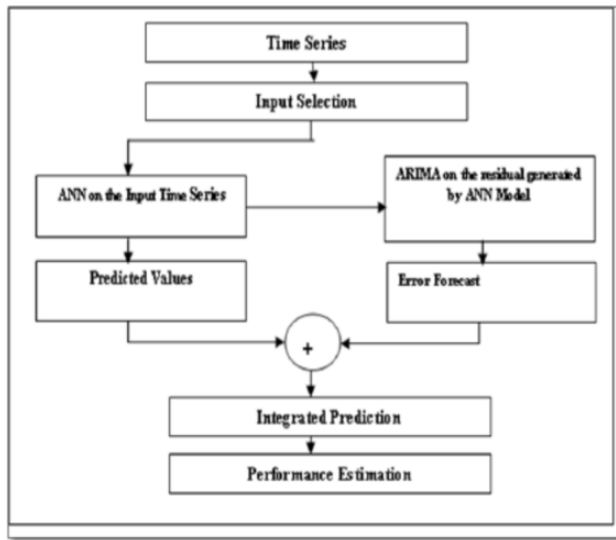 Time Series
Input Selection
ANN on the Input Time Series
ARIMA on the residual generated
by ANN Model
Predicted Values
Error Forecast
+
Integrated Prediction
Performance Estimation